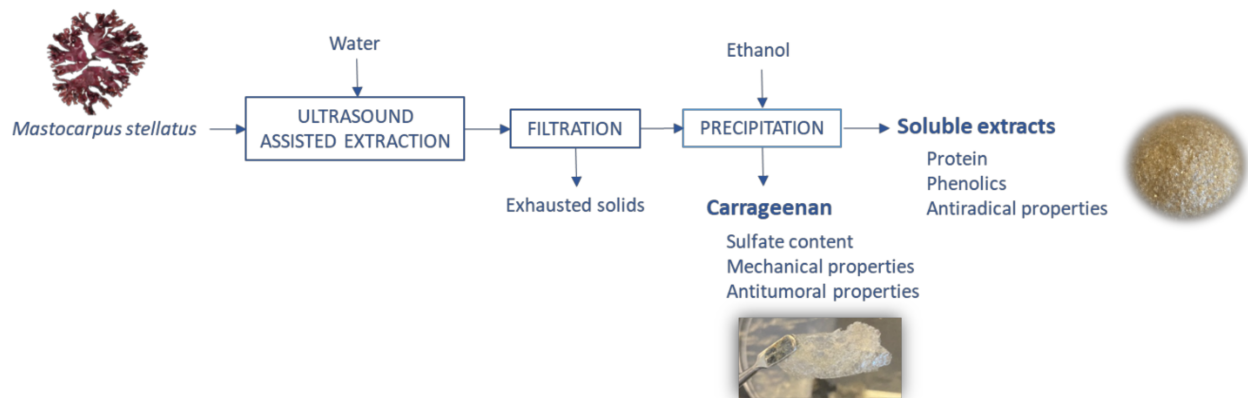 Water
Ethanol
Mastocarpus stellatus
ULTRASOUND
ASSISTED EXTRACTION
FILTRATION
PRECIPITATION
Soluble extracts
Protein
Phenolics
Antiradical properties
Exhausted solids
Carrageenan
Sulfate content
Mechanical properties
Antitumoral properties